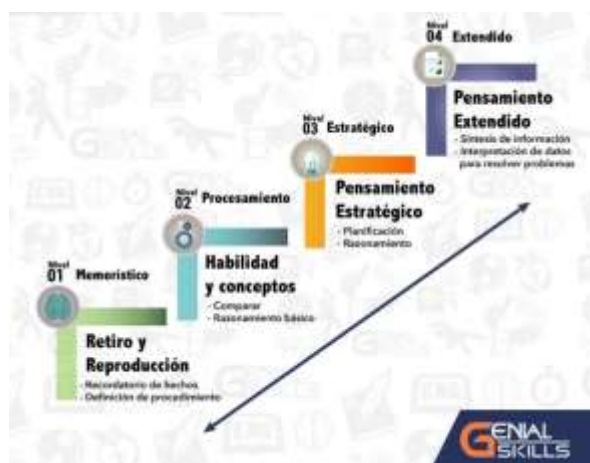 Nivel
04 Extendido
Pensamiento
Extendido
- Síntesis de información
- Interpretación de datos
para resolver problemas
Nivel
03 Estratégico
Pensamiento
Estratégico
- Planificación
- Razonamiento
Nivel
02 Procesamiento
Habilidad
y conceptos
- Comparar
- Razonamiento básico
Nivel
01 Memorístico
Retiro y
Reproducción
- Recordatorio de hechos
- Definición de procedimiento
GENIAL
SKILLS